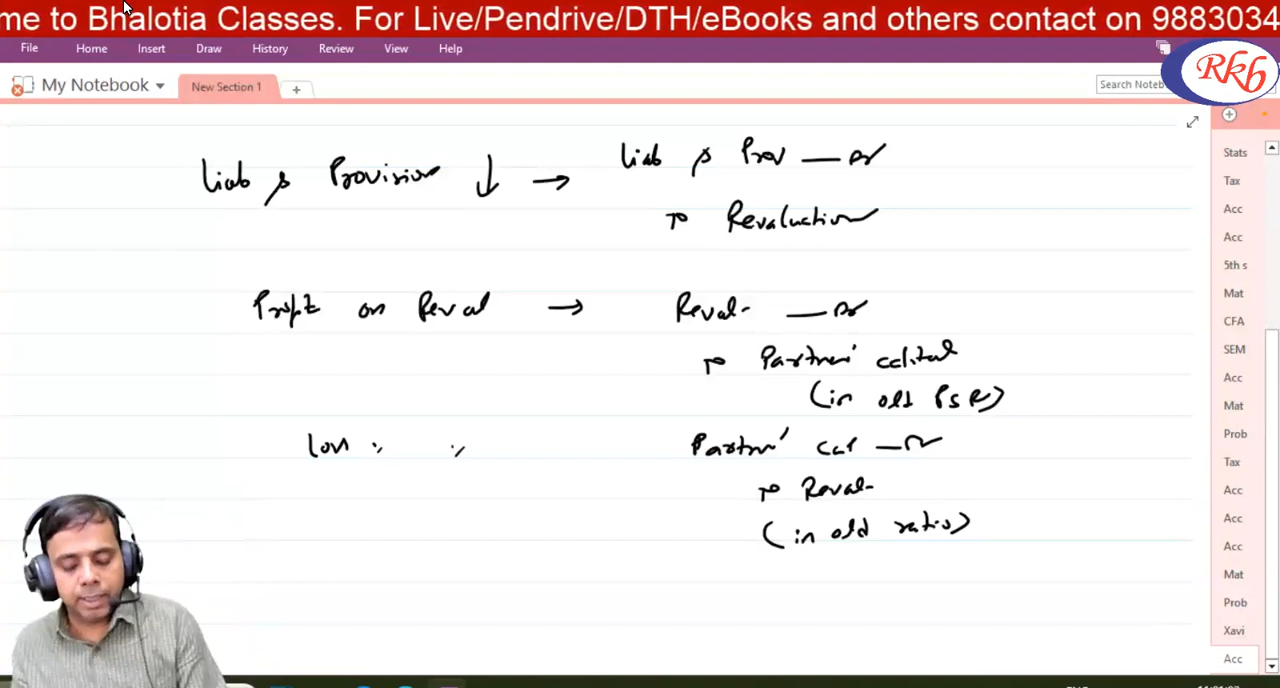 me to Bhalotia Classes. For Live/Pendrive/DTH/eBooks and others contact on 9883034
File Home Insert Draw History Review View Help
Rkb
My Notebook New Section 1 + Search Noteb
Stats
Tax
Acc
Acc
5th s
Mat
CFA
SEM
Acc
Mat
Prob
Tax
Acc
Acc
Acc
Mat
Prob
Xavi
Acc
Liab & Provision ↓ → Liab & Prov — Dr
To Revaluation
Profit on Reval → Reval- — Dr
To Partners' capital
(in old PSR)
Loss " " Partners' cap — Dr
To Reval-
(in old ratio)